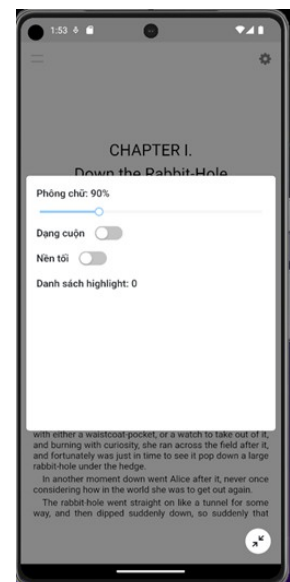 1:53
CHAPTER I.
Down the Rabbit-Hole
Phông chữ: 90%
Dạng cuộn
Nền tối
Danh sách highlight: 0
with either a waistcoat-pocket, or a watch to take out of it,
and burning with curiosity, she ran across the field after it,
and fortunately was just in time to see it pop down a large
rabbit-hole under the hedge.
In another moment down went Alice after it, never once
considering how in the world she was to get out again.
The rabbit-hole went straight on like a tunnel for some
way, and then dipped suddenly down, so suddenly that